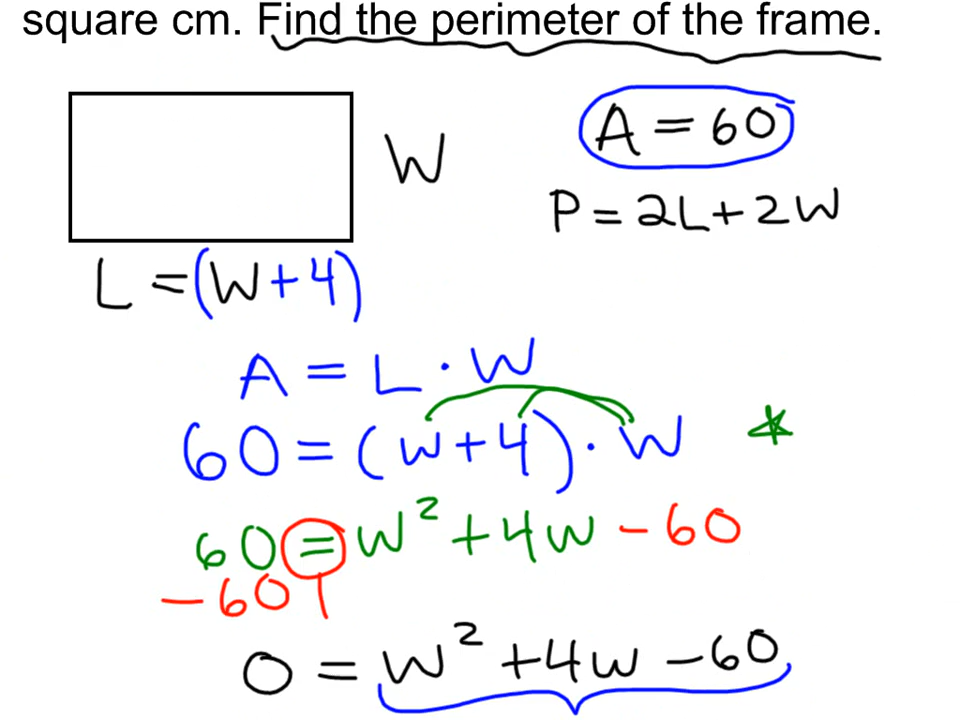 square cm. Find the perimeter of the frame.
W
A = 60
P = 2L + 2W
L = (W + 4)
A = L · W
60 = (w + 4) · W *
60 = w² + 4w - 60
- 60
0 = w² + 4w - 60